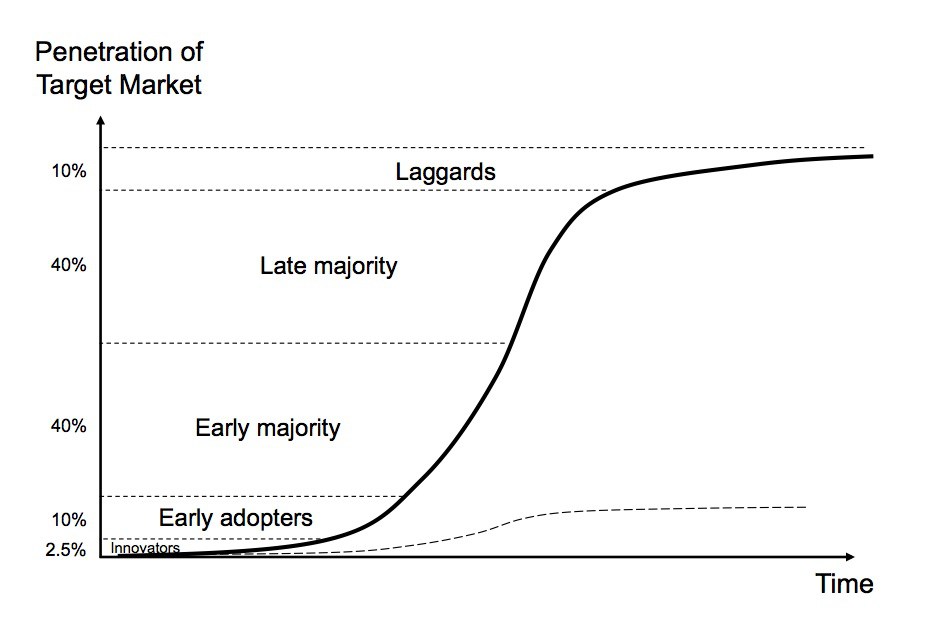 Penetration of
Target Market
10%
Laggards
40%
Late majority
40%
Early majority
10%
Early adopters
2.5%
Innovators
Time